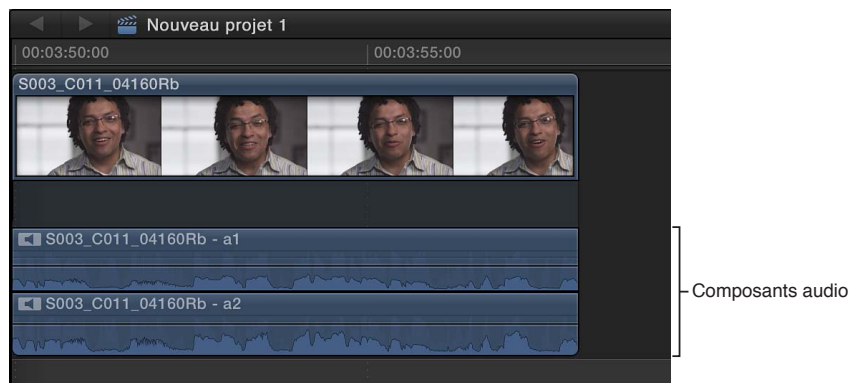 Nouveau projet 1
00:03:50:00 00:03:55:00
S003_C011_04160Rb
S003_C011_04160Rb - a1
S003_C011_04160Rb - a2
Composants audio